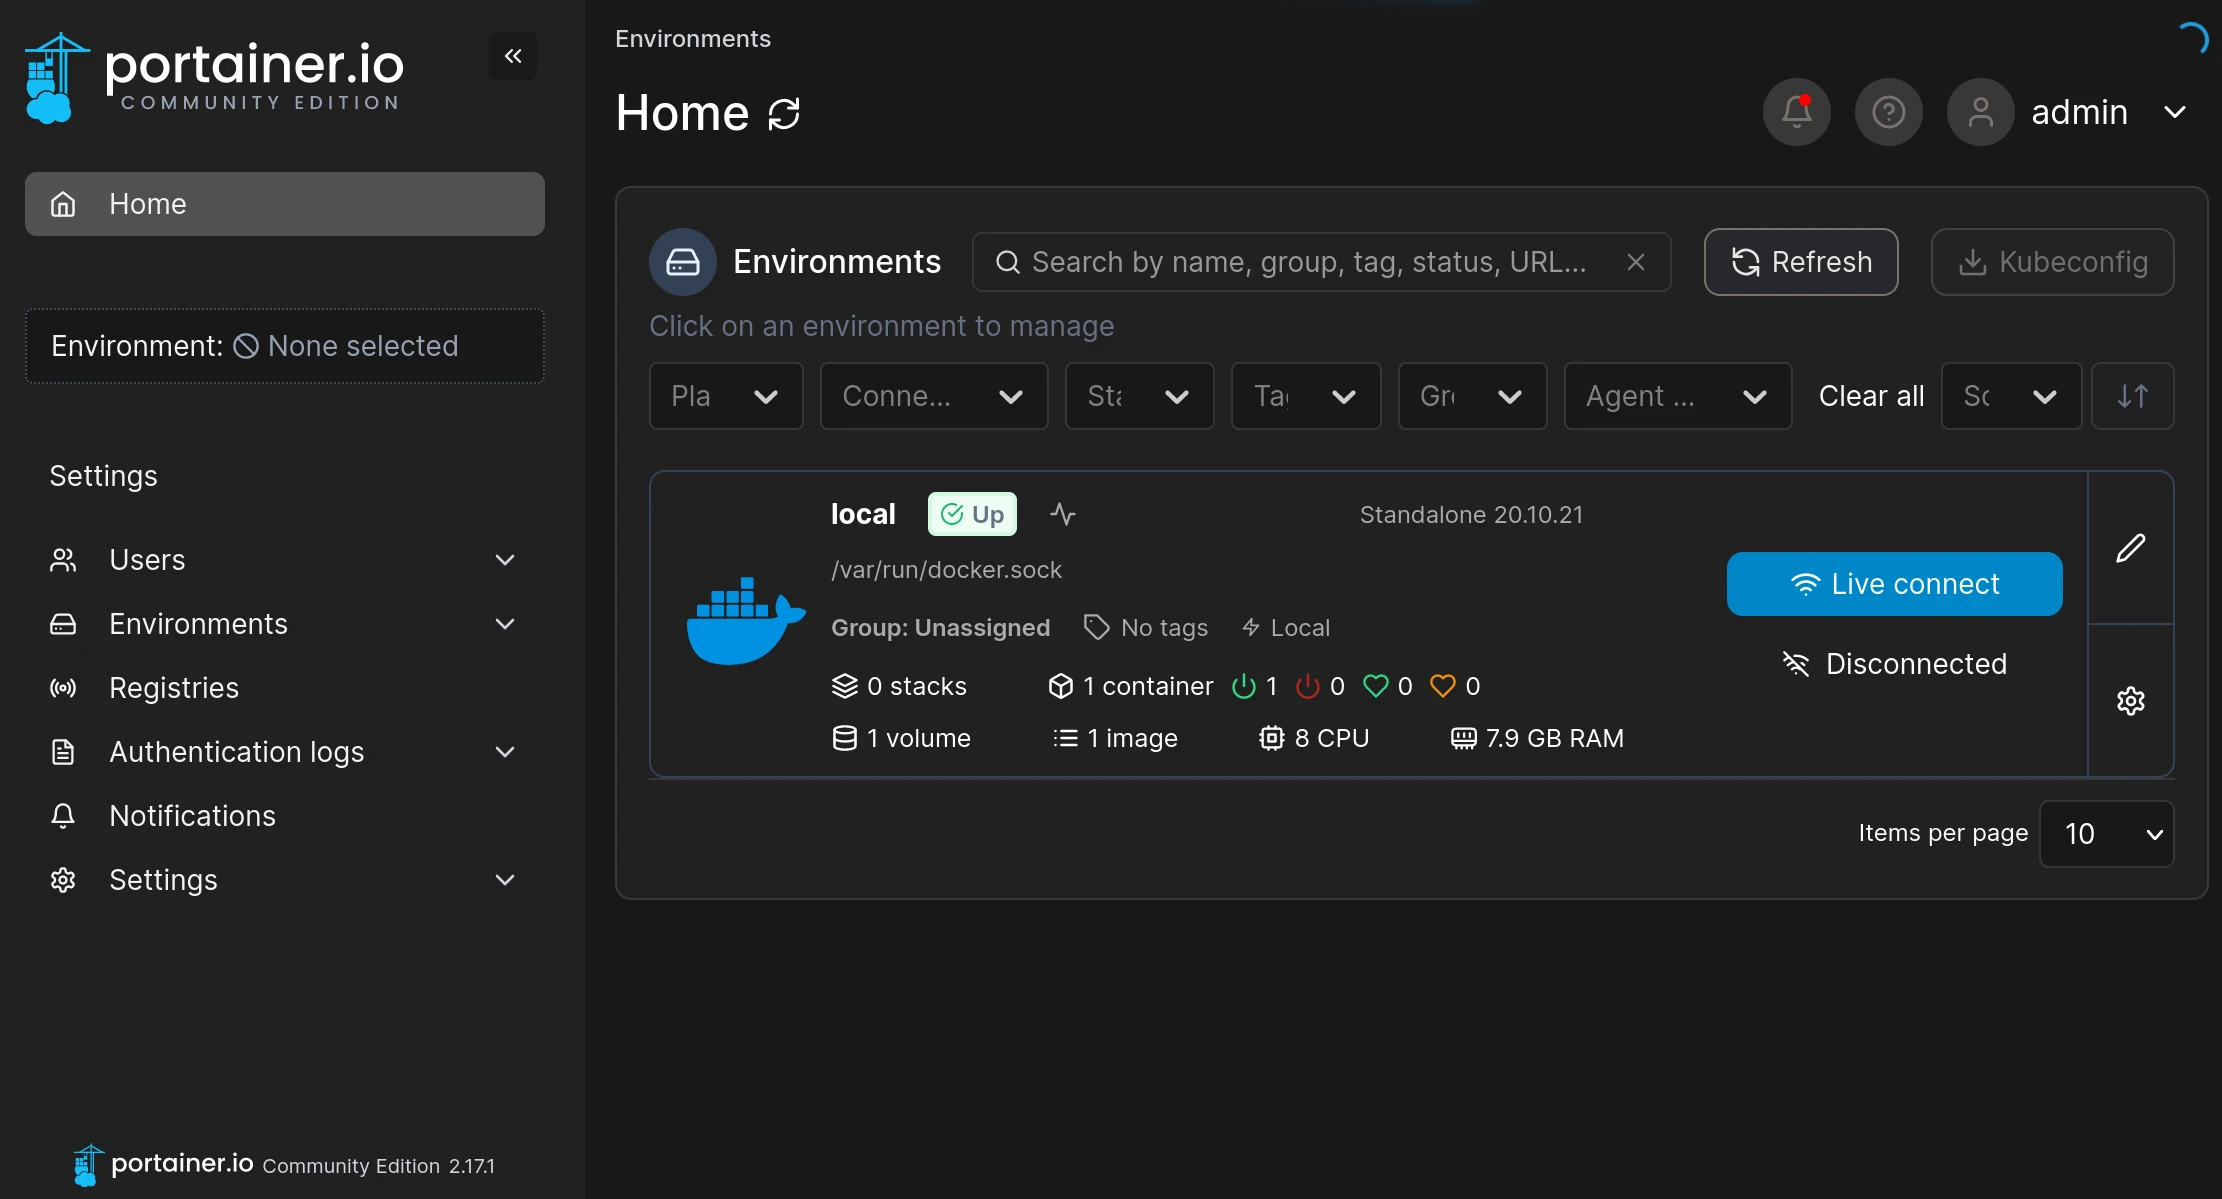 portainer.io
COMMUNITY EDITION
Home
Environment: None selected
Settings
Users
Environments
Registries
Authentication logs
Notifications
Settings
portainer.io Community Edition 2.17.1
Environments
Home
admin
Environments
Search by name, group, tag, status, URL...
Refresh
Kubeconfig
Click on an environment to manage
Pla
Conne...
Sta
Tag
Gr
Agent ...
Clear all
So
local
Up
Standalone 20.10.21
/var/run/docker.sock
Group: Unassigned
No tags
Local
0 stacks
1 container 1 0 0 0
1 volume
1 image
8 CPU
7.9 GB RAM
Live connect
Disconnected
Items per page 10